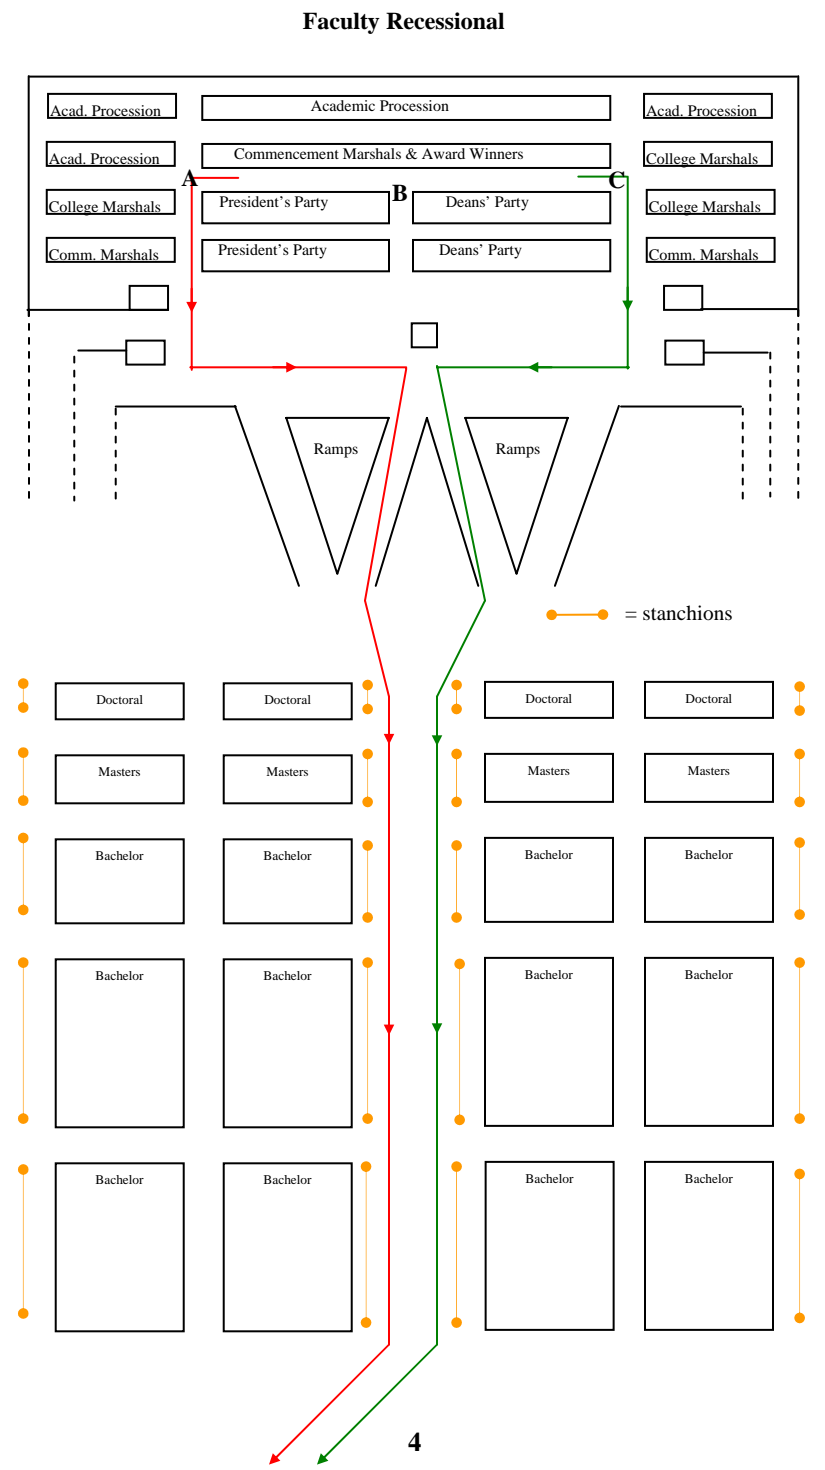 Faculty Recessional
Acad. Procession Academic Procession Acad. Procession
Acad. Procession Commencement Marshals & Award Winners College Marshals
A B C
College Marshals President's Party Deans' Party College Marshals
Comm. Marshals President's Party Deans' Party Comm. Marshals
Ramps Ramps
= stanchions
Doctoral Doctoral Doctoral Doctoral
Masters Masters Masters Masters
Bachelor Bachelor Bachelor Bachelor
Bachelor Bachelor Bachelor Bachelor
Bachelor Bachelor Bachelor Bachelor
4